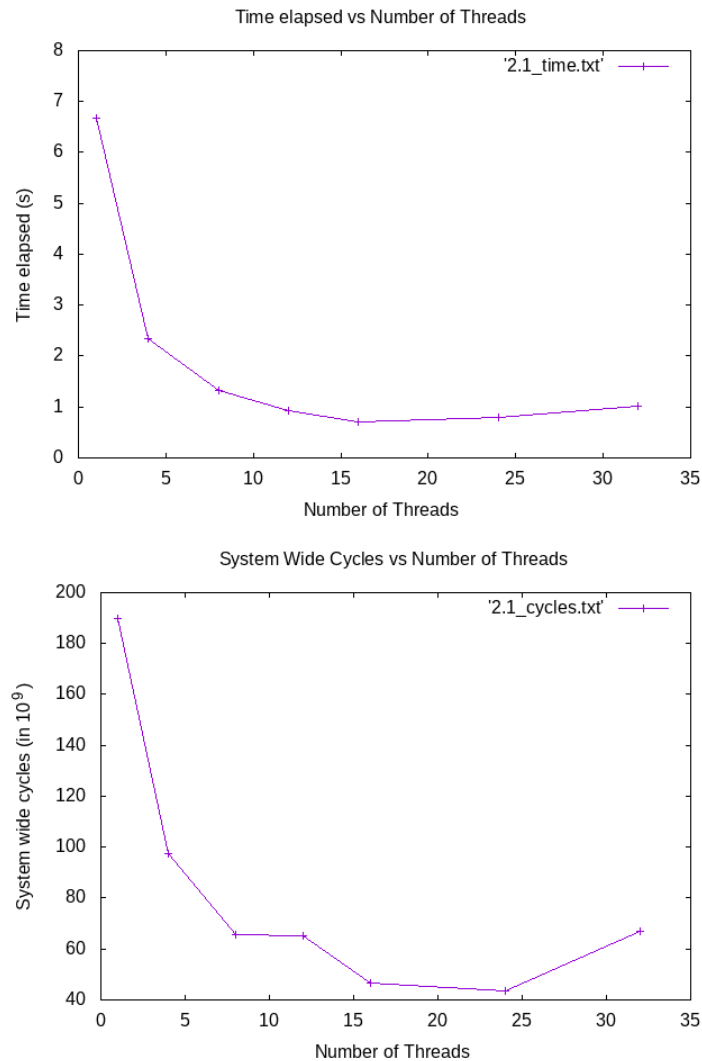 Time elapsed vs Number of Threads
8
'2.1_time.txt'
7
6
5
Time elapsed (s)
4
3
2
1
0
0 5 10 15 20 25 30 35
Number of Threads
System Wide Cycles vs Number of Threads
200
'2.1_cycles.txt'
180
160
140
System wide cycles (in 10⁹)
120
100
80
60
40
0 5 10 15 20 25 30 35
Number of Threads